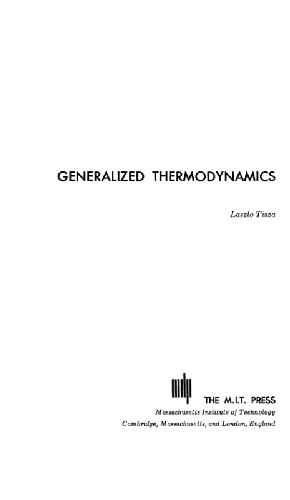 GENERALIZED THERMODYNAMICS
Laszlo Tisza
THE M.I.T. PRESS
Massachusetts Institute of Technology
Cambridge, Massachusetts, and London, England